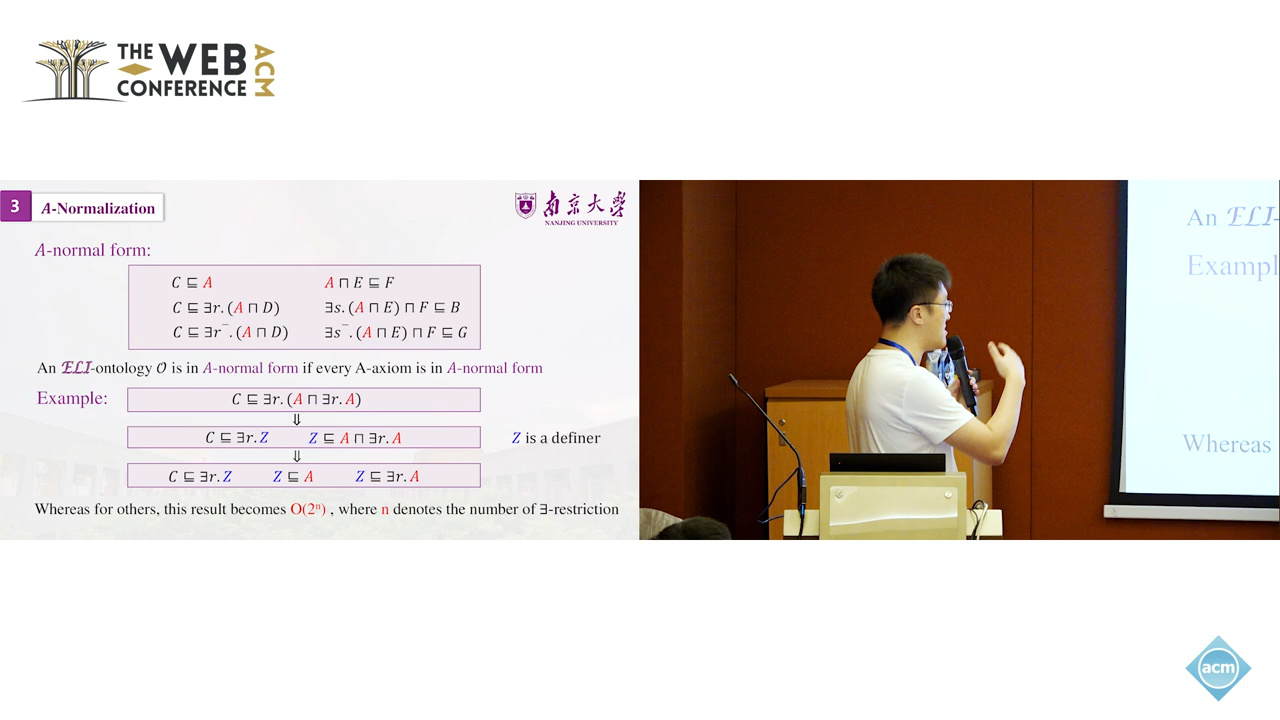 THE WEB CONFERENCE ACM
3 A-Normalization
南京大学
NANJING UNIVERSITY
A-normal form:
C ⊑ A A ⊓ E ⊑ F
C ⊑ ∃r.(A ⊓ D) ∃s.(A ⊓ E) ⊓ F ⊑ B
C ⊑ ∃r⁻.(A ⊓ D) ∃s⁻.(A ⊓ E) ⊓ F ⊑ G
An ELI-ontology O is in A-normal form if every A-axiom is in A-normal form
Example: C ⊑ ∃r.(A ⊓ ∃r.A)
⇓
C ⊑ ∃r.Z Z ⊑ A ⊓ ∃r.A Z is a definer
⇓
C ⊑ ∃r.Z Z ⊑ A Z ⊑ ∃r.A
Whereas for others, this result becomes O(2ⁿ) , where n denotes the number of ∃-restriction
An ELI-
Exampl
Whereas
acm